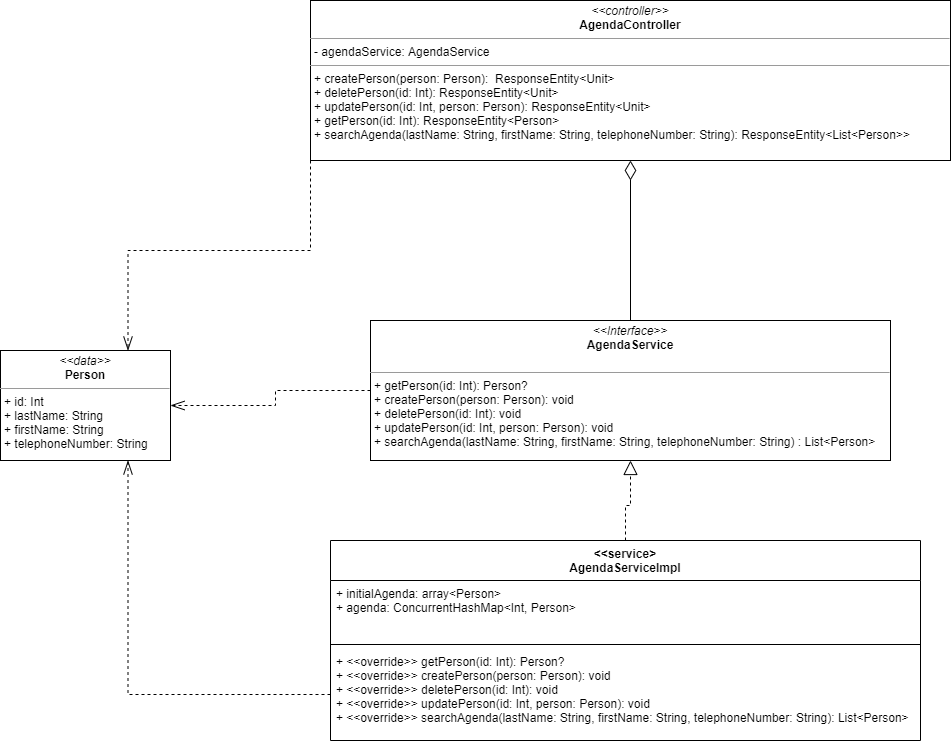 <<controller>>
AgendaController
- agendaService: AgendaService
+ createPerson(person: Person):  ResponseEntity<Unit>
+ deletePerson(id: Int): ResponseEntity<Unit>
+ updatePerson(id: Int, person: Person): ResponseEntity<Unit>
+ getPerson(id: Int): ResponseEntity<Person>
+ searchAgenda(lastName: String, firstName: String, telephoneNumber: String): ResponseEntity<List<Person>>
<<Interface>>
AgendaService
+ getPerson(id: Int): Person?
+ createPerson(person: Person): void
+ deletePerson(id: Int): void
+ updatePerson(id: Int, person: Person): void
+ searchAgenda(lastName: String, firstName: String, telephoneNumber: String) : List<Person>
<<data>>
Person
+ id: Int
+ lastName: String
+ firstName: String
+ telephoneNumber: String
<<service>
AgendaServiceImpl
+ initialAgenda: array<Person>
+ agenda: ConcurrentHashMap<Int, Person>
+ <<override>> getPerson(id: Int): Person?
+ <<override>> createPerson(person: Person): void
+ <<override>> deletePerson(id: Int): void
+ <<override>> updatePerson(id: Int, person: Person): void
+ <<override>> searchAgenda(lastName: String, firstName: String, telephoneNumber: String): List<Person>